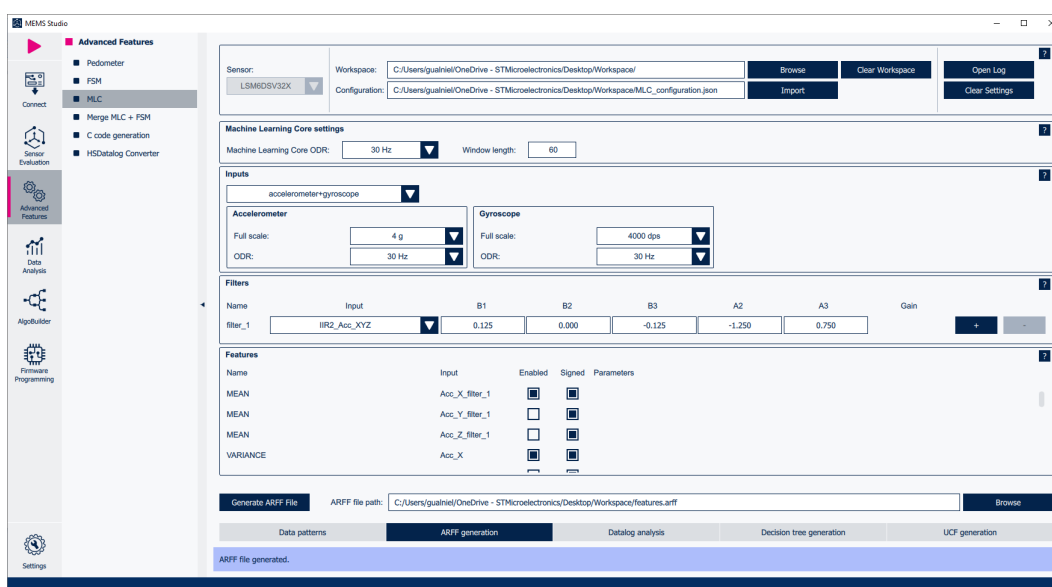 MEMS Studio
Connect
Sensor
Evaluation
Advanced
Features
Data
Analysis
AlgoBuilder
Firmware
Programming
Settings
Advanced Features
Pedometer
FSM
MLC
Merge MLC + FSM
C code generation
HSDatalog Converter
?
Sensor:
LSM6DSV32X
Workspace: C:/Users/gualniel/OneDrive - STMicroelectronics/Desktop/Workspace/ Browse Clear Workspace Open Log
Configuration: C:/Users/gualniel/OneDrive - STMicroelectronics/Desktop/Workspace/MLC_configuration.json Import Clear Settings
Machine Learning Core settings ?
Machine Learning Core ODR: 30 Hz Window length: 60
Inputs ?
accelerometer+gyroscope
Accelerometer
Full scale: 4 g
ODR: 30 Hz
Gyroscope
Full scale: 4000 dps
ODR: 30 Hz
Filters ?
Name Input B1 B2 B3 A2 A3 Gain
filter_1 IIR2_Acc_XYZ 0.125 0.000 -0.125 -1.250 0.750 + -
Features ?
Name Input Enabled Signed Parameters
MEAN Acc_X_filter_1
MEAN Acc_Y_filter_1
MEAN Acc_Z_filter_1
VARIANCE Acc_X
Generate ARFF File ARFF file path: C:/Users/gualniel/OneDrive - STMicroelectronics/Desktop/Workspace/features.arff Browse
Data patterns ARFF generation Datalog analysis Decision tree generation UCF generation
ARFF file generated.